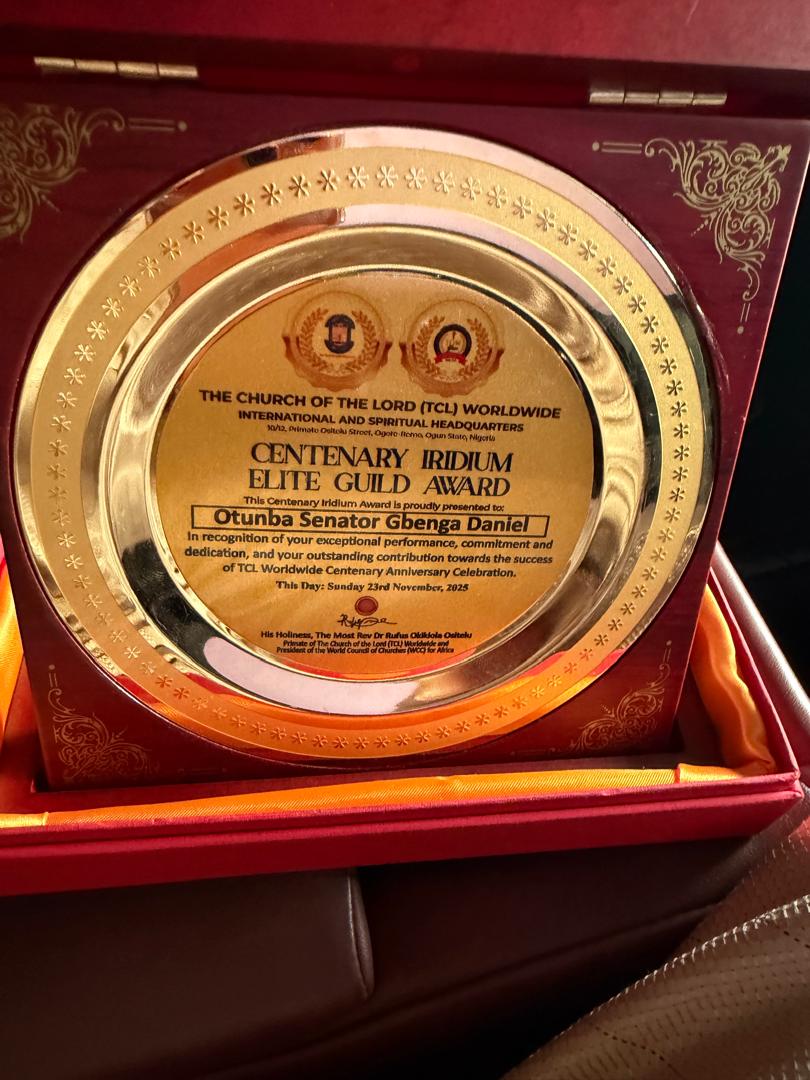 THE CHURCH OF THE LORD (TCL) WORLDWIDE
INTERNATIONAL AND SPIRITUAL HEADQUARTERS
10/12, Primate Ositelu Street, Ogere-Remo, Ogun State, Nigeria
CENTENARY IRIDIUM
ELITE GUILD AWARD
This Centenary Iridium Award is proudly presented to:
Otunba Senator Gbenga Daniel
In recognition of your exceptional performance, commitment and
dedication, and your outstanding contribution towards the success
of TCL Worldwide Centenary Anniversary Celebration.
This Day: Sunday 23rd November, 2025
His Holiness, The Most Rev Dr Rufus Okikiola Ositelu
Primate of The Church of the Lord (TCL) Worldwide and
President of the World Council of Churches (WCC) for Africa